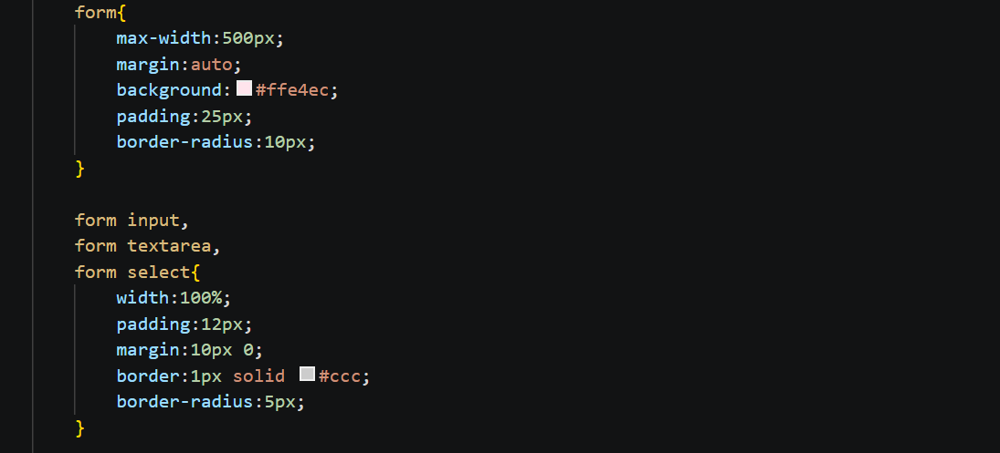 form{
    max-width:500px;
    margin:auto;
    background:#ffe4ec;
    padding:25px;
    border-radius:10px;
}

form input,
form textarea,
form select{
    width:100%;
    padding:12px;
    margin:10px 0;
    border:1px solid #ccc;
    border-radius:5px;
}